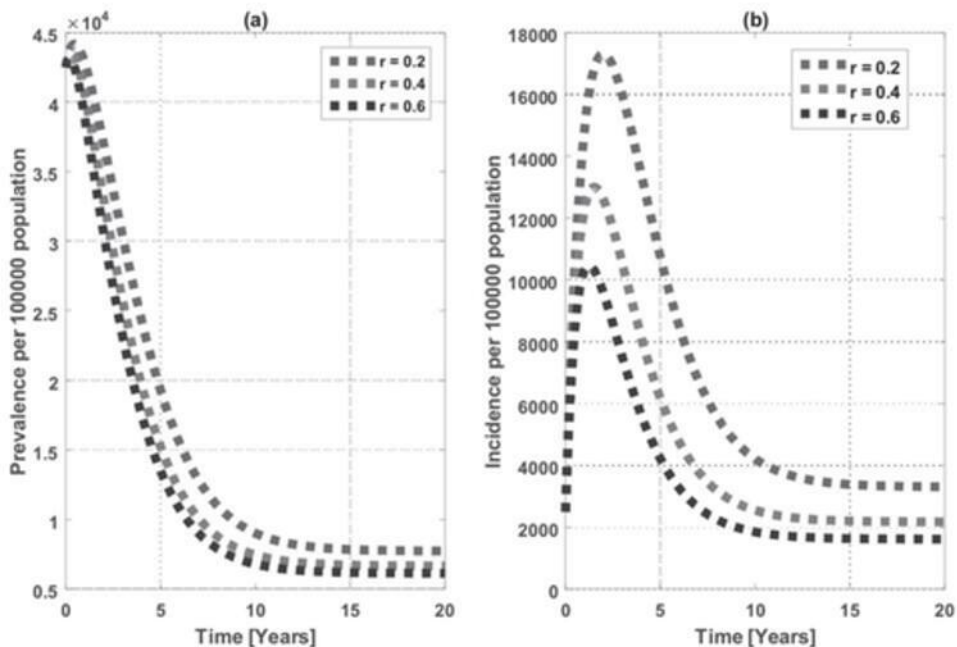 (a)
×10⁴
4.5
4
3.5
3
2.5
2
1.5
1
0.5
0
5
10
15
20
Time [Years]
Prevalence per 100000 population
r = 0.2
r = 0.4
r = 0.6
(b)
18000
16000
14000
12000
10000
8000
6000
4000
2000
0
0
5
10
15
20
Time [Years]
Incidence per 100000 population
r = 0.2
r = 0.4
r = 0.6